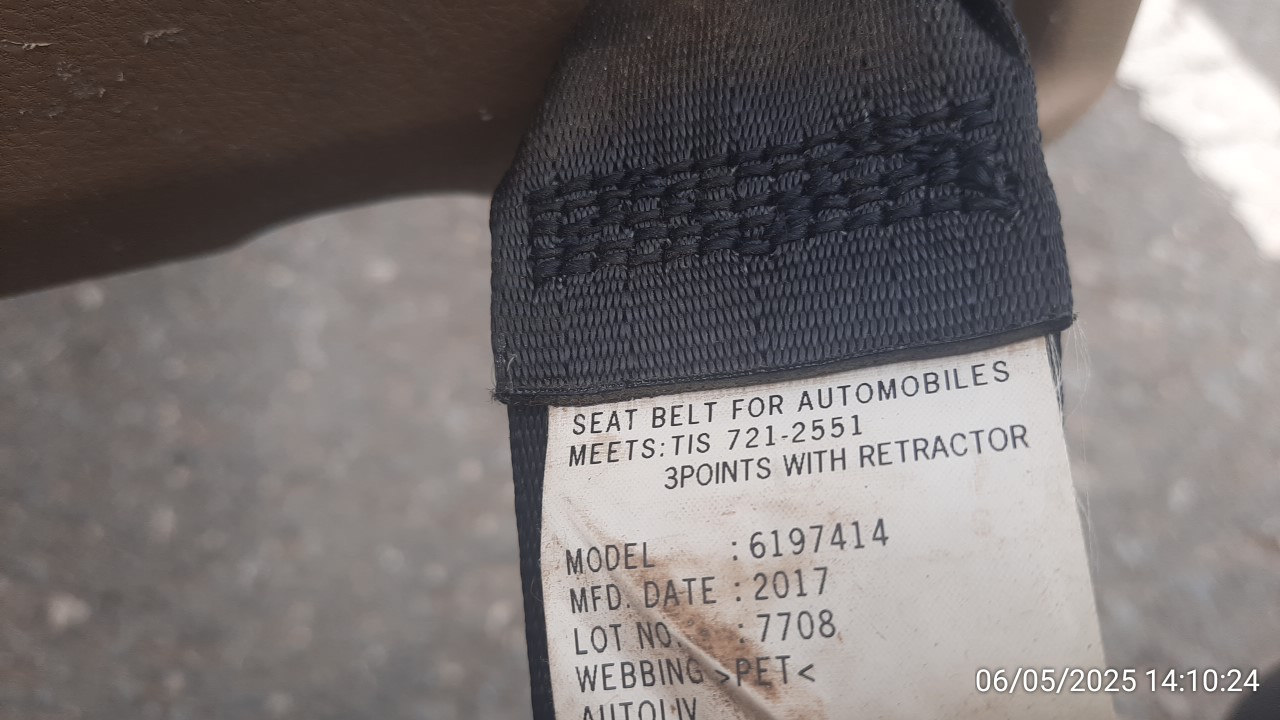 SEAT BELT FOR AUTOMOBILES
MEETS:TIS 721-2551
3POINTS WITH RETRACTOR
MODEL :6197414
MFD. DATE : 2017
LOT NO. :7708
WEBBING >PET<
AUTOLIV
06/05/2025 14:10:24